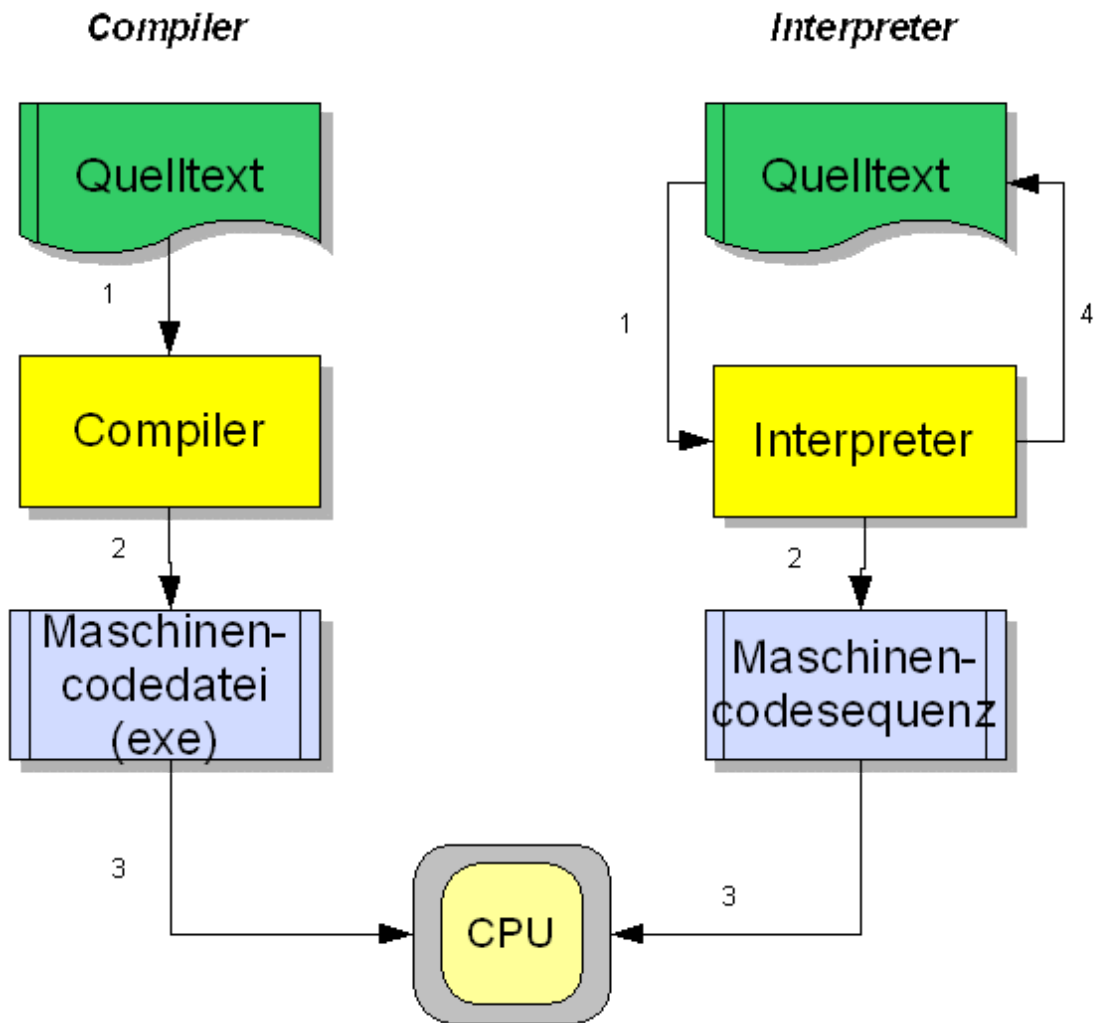 Compiler
Interpreter
Quelltext
Quelltext
1
1
4
Compiler
Interpreter
2
2
Maschinen-
codedatei
(exe)
Maschinen-
codesequenz
3
3
CPU